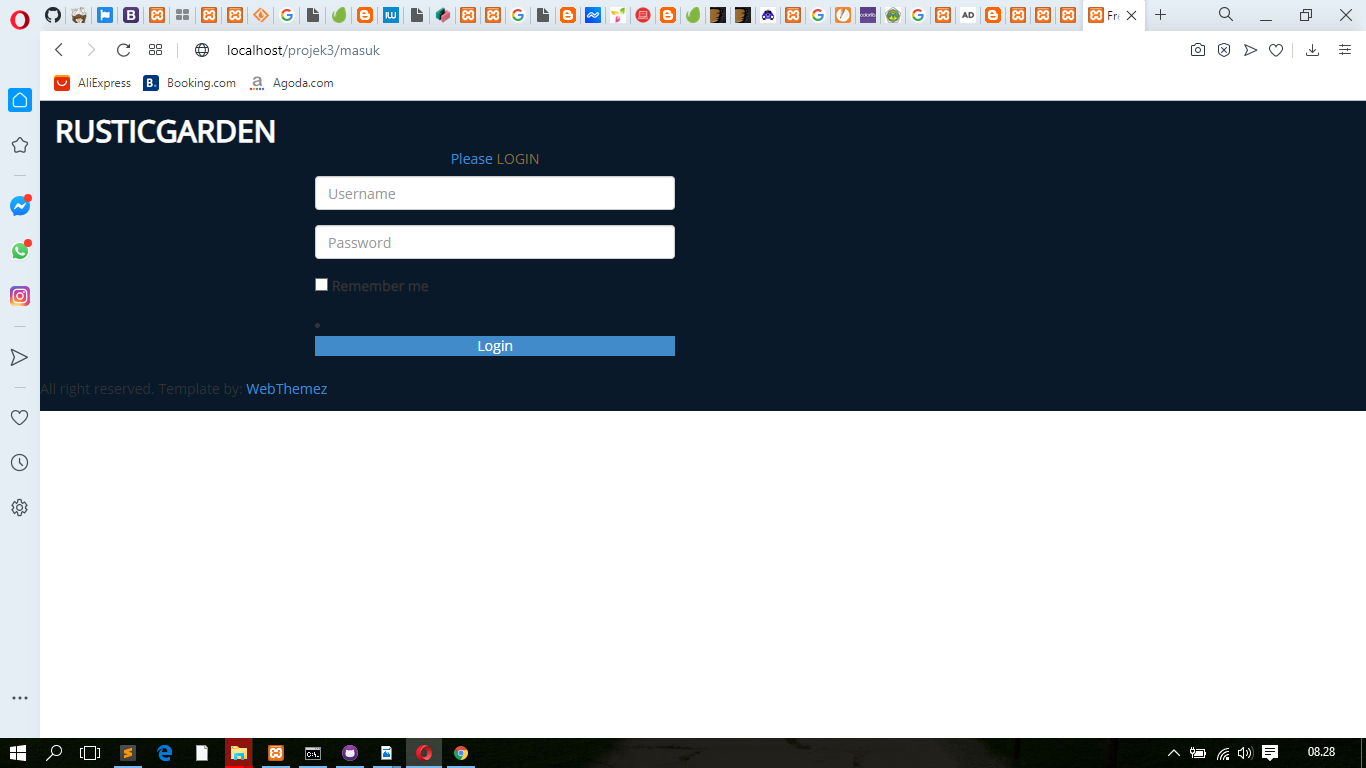 Fr
localhost/projek3/masuk
AliExpress
B. Booking.com
a Agoda.com
RUSTICGARDEN
Please LOGIN
Username
Password
Remember me
Login
All right reserved. Template by: WebThemez
08.28